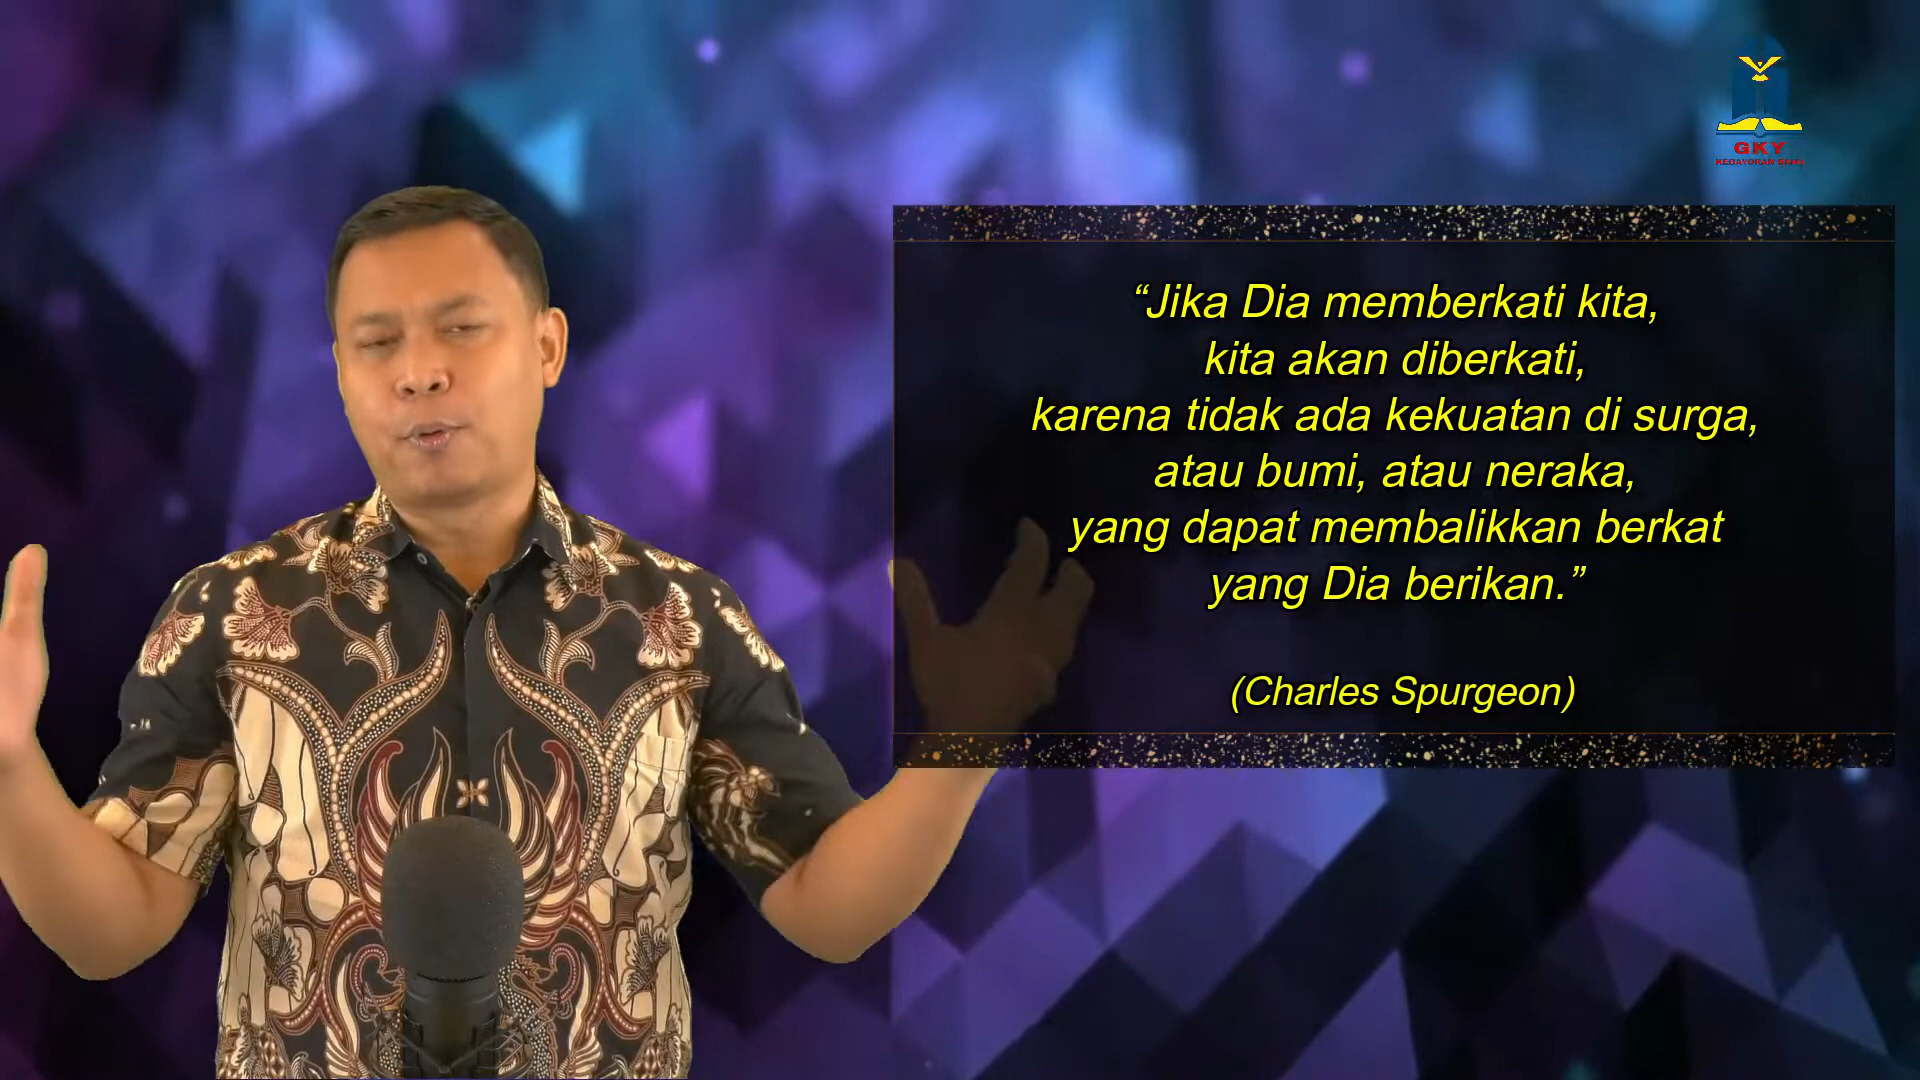 GKY
“Jika Dia memberkati kita,
kita akan diberkati,
karena tidak ada kekuatan di surga,
atau bumi, atau neraka,
yang dapat membalikkan berkat
yang Dia berikan.”
(Charles Spurgeon)